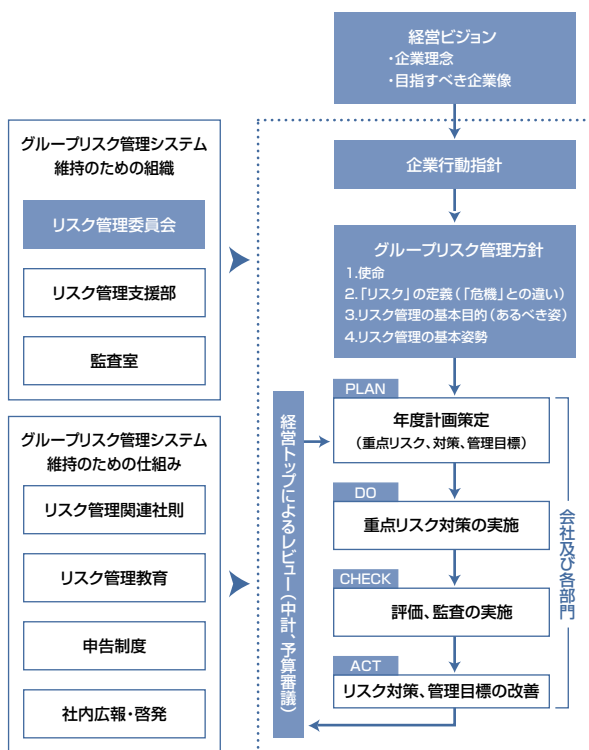 経営ビジョン
・企業理念
・目指すべき企業像
グループリスク管理システム
維持のための組織
リスク管理委員会
リスク管理支援部
監査室
企業行動指針
グループリスク管理方針
1.使命
2.「リスク」の定義(「危機」との違い)
3.リスク管理の基本目的(あるべき姿)
4.リスク管理の基本姿勢
グループリスク管理システム
維持のための仕組み
リスク管理関連社則
リスク管理教育
申告制度
社内広報・啓発
経営トップによるレビュー(中計、予算審議)
PLAN
年度計画策定
(重点リスク、対策、管理目標)
DO
重点リスク対策の実施
CHECK
評価、監査の実施
ACT
リスク対策、管理目標の改善
会社及び各部門